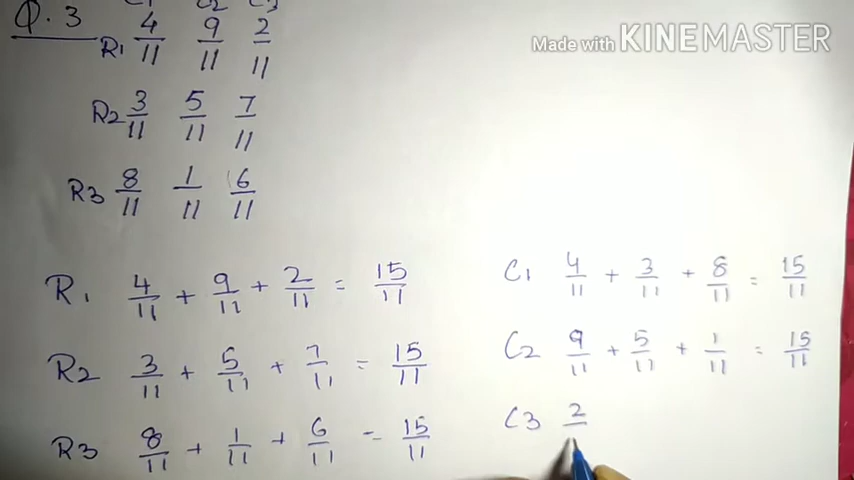 Q.3 C1 C2 C3
R1 4/11 9/11 2/11
R2 3/11 5/11 7/11
R3 8/11 1/11 6/11
R1 4/11 + 9/11 + 2/11 = 15/11
R2 3/11 + 5/11 + 7/11 = 15/11
R3 8/11 + 1/11 + 6/11 = 15/11
C1 4/11 + 3/11 + 8/11 = 15/11
C2 9/11 + 5/11 + 1/11 = 15/11
C3 2/
Made with KINEMASTER